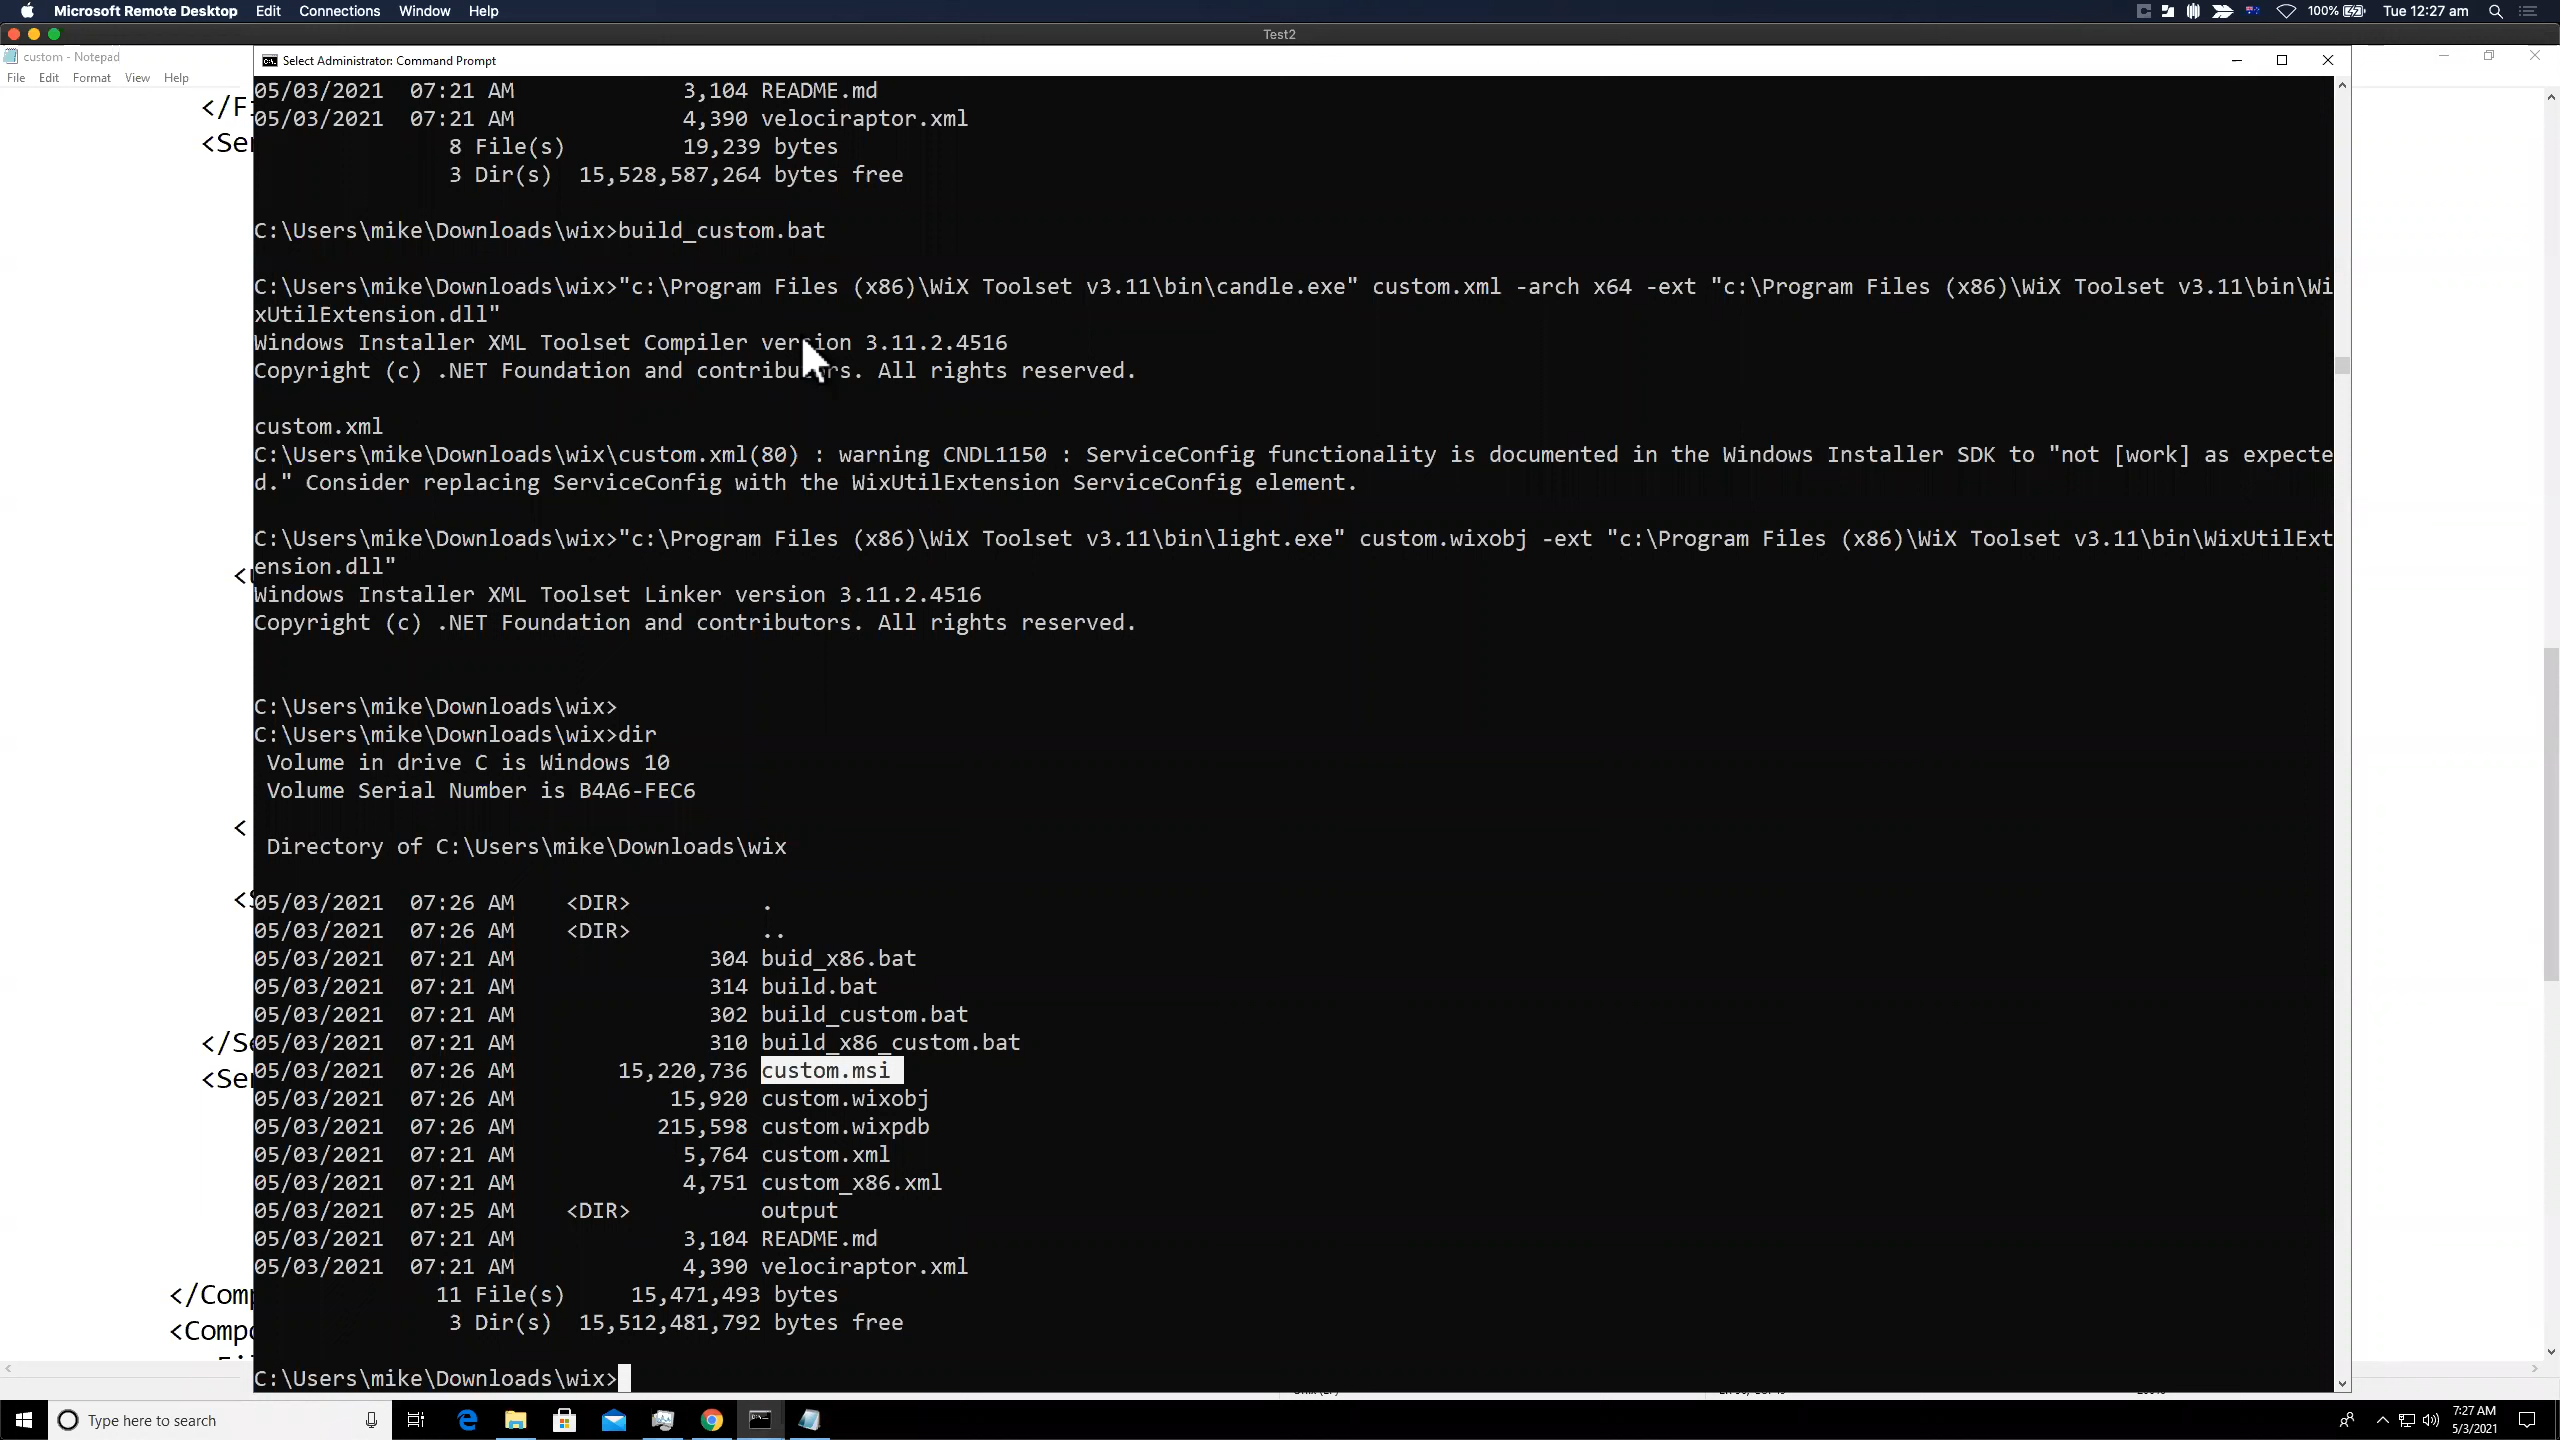 Microsoft Remote Desktop Edit Connections Window Help 100% Tue 12:27 am
Test2
custom - Notepad
File Edit Format View Help
Select Administrator: Command Prompt
</Fi
<Ser
<
</Se
<Ser
</Comp
<Compo
05/03/2021 07:21 AM 3,104 README.md
05/03/2021 07:21 AM 4,390 velociraptor.xml
8 File(s) 19,239 bytes
3 Dir(s) 15,528,587,264 bytes free
C:\Users\mike\Downloads\wix>build_custom.bat
C:\Users\mike\Downloads\wix>"c:\Program Files (x86)\WiX Toolset v3.11\bin\candle.exe" custom.xml -arch x64 -ext "c:\Program Files (x86)\WiX Toolset v3.11\bin\Wi
xUtilExtension.dll"
Windows Installer XML Toolset Compiler version 3.11.2.4516
Copyright (c) .NET Foundation and contributors. All rights reserved.
custom.xml
C:\Users\mike\Downloads\wix\custom.xml(80) : warning CNDL1150 : ServiceConfig functionality is documented in the Windows Installer SDK to "not [work] as expecte
d." Consider replacing ServiceConfig with the WixUtilExtension ServiceConfig element.
C:\Users\mike\Downloads\wix>"c:\Program Files (x86)\WiX Toolset v3.11\bin\light.exe" custom.wixobj -ext "c:\Program Files (x86)\WiX Toolset v3.11\bin\WixUtilExt
ension.dll"
Windows Installer XML Toolset Linker version 3.11.2.4516
Copyright (c) .NET Foundation and contributors. All rights reserved.
C:\Users\mike\Downloads\wix>
C:\Users\mike\Downloads\wix>dir
Volume in drive C is Windows 10
Volume Serial Number is B4A6-FEC6
Directory of C:\Users\mike\Downloads\wix
05/03/2021 07:26 AM <DIR> .
05/03/2021 07:26 AM <DIR> ..
05/03/2021 07:21 AM 304 buid_x86.bat
05/03/2021 07:21 AM 314 build.bat
05/03/2021 07:21 AM 302 build_custom.bat
05/03/2021 07:21 AM 310 build_x86_custom.bat
05/03/2021 07:26 AM 15,220,736 custom.msi
05/03/2021 07:26 AM 15,920 custom.wixobj
05/03/2021 07:26 AM 215,598 custom.wixpdb
05/03/2021 07:21 AM 5,764 custom.xml
05/03/2021 07:21 AM 4,751 custom_x86.xml
05/03/2021 07:25 AM <DIR> output
05/03/2021 07:21 AM 3,104 README.md
05/03/2021 07:21 AM 4,390 velociraptor.xml
11 File(s) 15,471,493 bytes
3 Dir(s) 15,512,481,792 bytes free
C:\Users\mike\Downloads\wix>
Type here to search
7:27 AM
5/3/2021